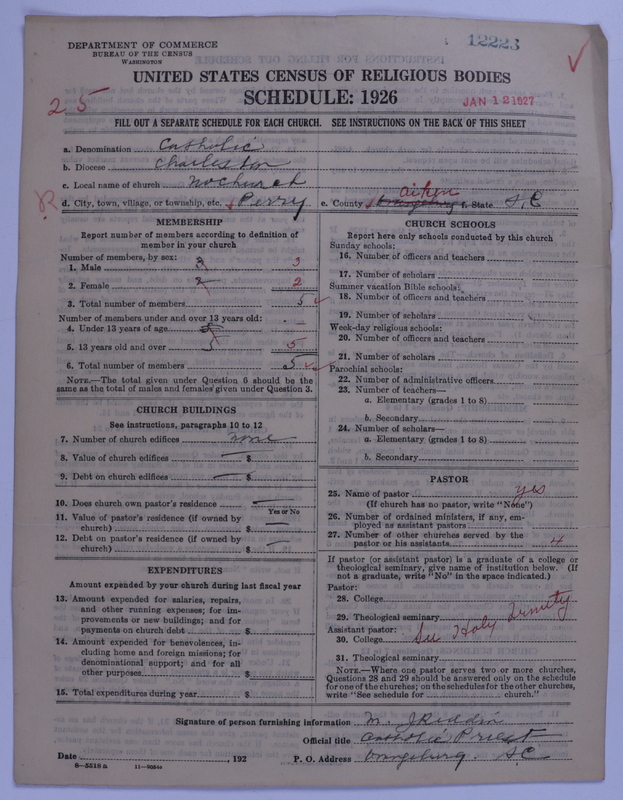 12223
DEPARTMENT OF COMMERCE
BUREAU OF THE CENSUS
WASHINGTON
UNITED STATES CENSUS OF RELIGIOUS BODIES
SCHEDULE: 1926
JAN 12 1927
25
FILL OUT A SEPARATE SCHEDULE FOR EACH CHURCH. SEE INSTRUCTIONS ON THE BACK OF THIS SHEET
a. Denomination Catholic
b. Diocese Charleston
c. Local name of church no church
R d. City, town, village, or township, etc. Perry e. County Orangeburg Aiken f. State S.C
MEMBERSHIP
Report number of members according to definition of
member in your church
Number of members, by sex:
1. Male 3 3
2. Female 2 2
3. Total number of members 5
Number of members under and over 13 years old:
4. Under 13 years of age 5 –
5. 13 years old and over 5
6. Total number of members 5
NOTE.—The total given under Question 6 should be the
same as the total of males and females given under Question 3.
CHURCH BUILDINGS
See instructions, paragraphs 10 to 12
7. Number of church edifices none
8. Value of church edifices — $
9. Debt on church edifices — $
10. Does church own pastor's residence —
Yes or No
11. Value of pastor's residence (if owned by
church) $ —
12. Debt on pastor's residence (if owned by
church) $ —
EXPENDITURES
Amount expended by your church during last fiscal year
13. Amount expended for salaries, repairs,
and other running expenses; for im-
provements or new buildings; and for
payments on church debt $
14. Amount expended for benevolences, in-
cluding home and foreign missions; for
denominational support; and for all
other purposes $
15. Total expenditures during year $
CHURCH SCHOOLS
Report here only schools conducted by this church
Sunday schools:
16. Number of officers and teachers
17. Number of scholars
Summer vacation Bible schools:
18. Number of officers and teachers
19. Number of scholars
Week-day religious schools:
20. Number of officers and teachers
21. Number of scholars
Parochial schools:
22. Number of administrative officers
23. Number of teachers—
a. Elementary (grades 1 to 8)
b. Secondary
24. Number of scholars—
a. Elementary (grades 1 to 8)
b. Secondary
PASTOR
25. Name of pastor yes
(If church has no pastor, write "None")
26. Number of ordained ministers, if any, em-
ployed as assistant pastors
27. Number of other churches served by the
pastor or his assistants 4
If pastor (or assistant pastor) is a graduate of a college or
theological seminary, give name of institution below. (If
not a graduate, write "No" in the space indicated.)
Pastor:
28. College
29. Theological seminary
Assistant pastor: See Holy Trinity
30. College
31. Theological seminary
NOTE.—Where one pastor serves two or more churches,
Questions 28 and 29 should be answered only on the schedule
for one of the churches; on the schedules for the other churches,
write "See schedule for church."
Signature of person furnishing information M. J.
Official title Catholic Priest
Date , 192 P. O. Address Orangeburg. SC
8-5518a 11-